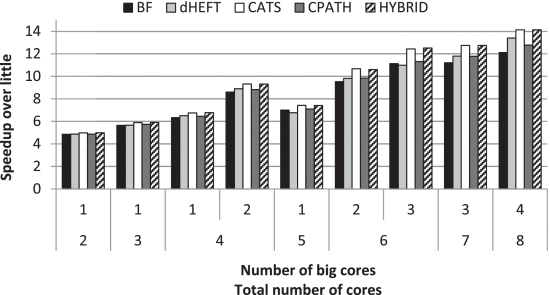 BF dHEFT CATS CPATH HYBRID
Speedup over little
14
12
10
8
6
4
2
0
1 1 1 2 1 2 3 3 4
2 3 4 5 6 7 8
Number of big cores
Total number of cores